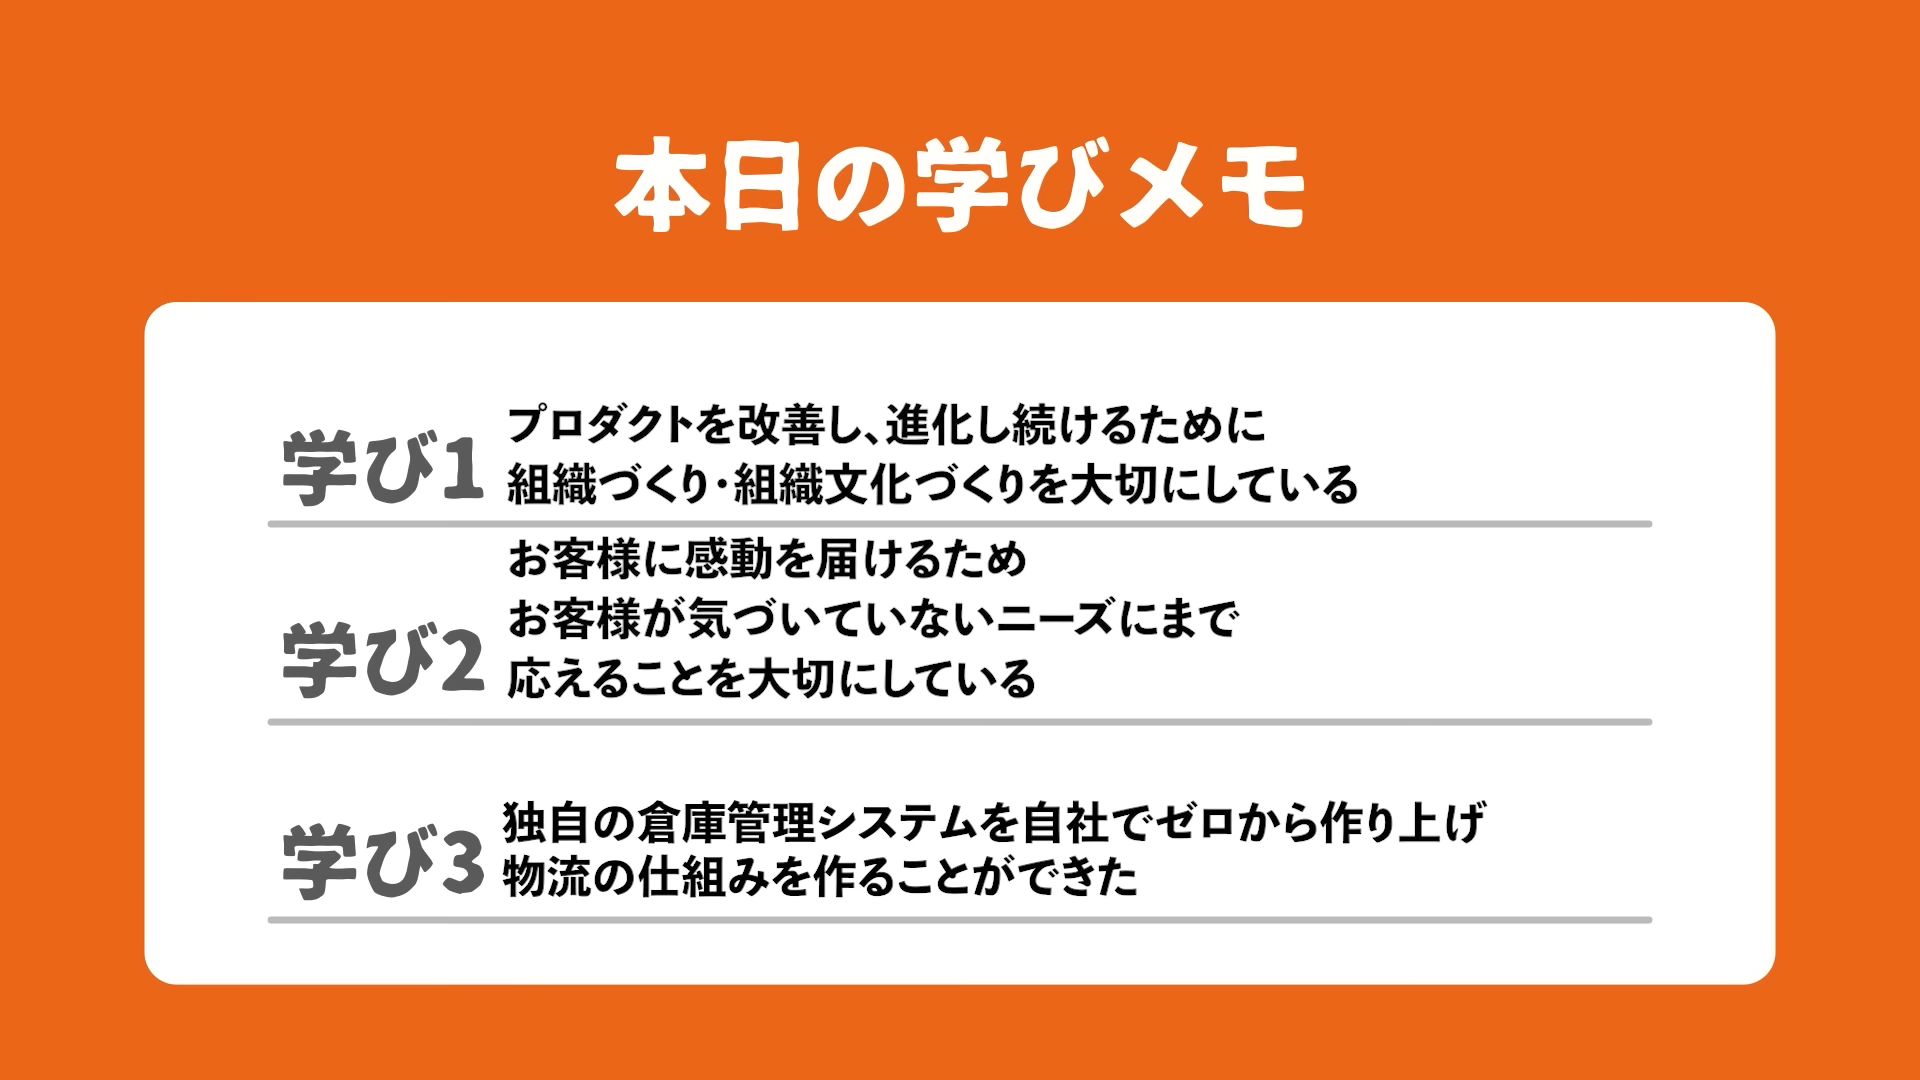 本日の学びメモ
学び1
プロダクトを改善し、進化し続けるために
組織づくり・組織文化づくりを大切にしている
学び2
お客様に感動を届けるため
お客様が気づいていないニーズにまで
応えることを大切にしている
学び3
独自の倉庫管理システムを自社でゼロから作り上げ
物流の仕組みを作ることができた